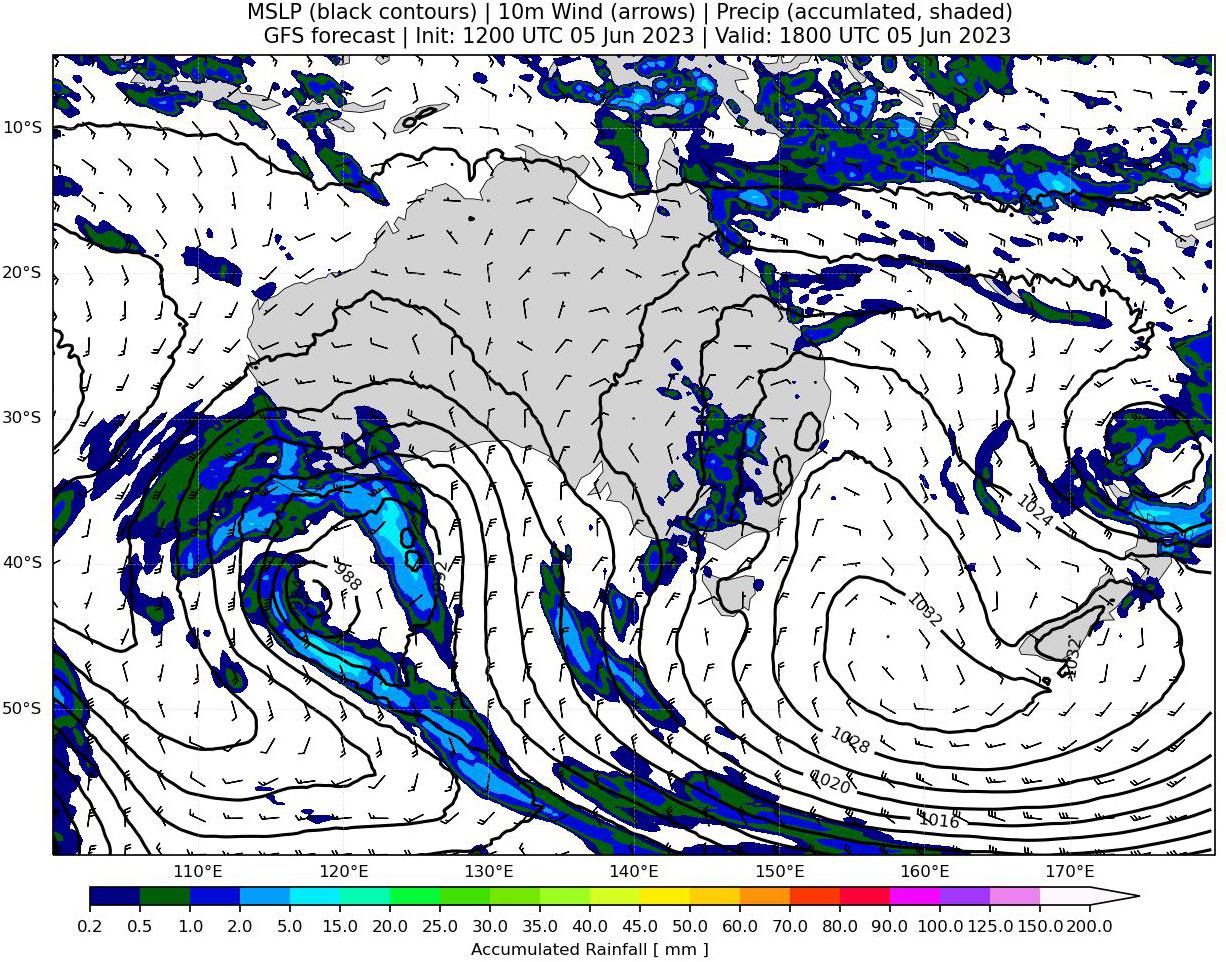 MSLP (black contours) | 10m Wind (arrows) | Precip (accumlated, shaded)
GFS forecast | Init: 1200 UTC 05 Jun 2023 | Valid: 1800 UTC 05 Jun 2023
10°S
20°S
30°S
1024
40°S
988
992
1032
1032
50°S
1028
1020
1016
110°E 120°E 130°E 140°E 150°E 160°E 170°E
0.2 0.5 1.0 2.0 5.0 15.0 20.0 25.0 30.0 35.0 40.0 45.0 50.0 60.0 70.0 80.0 90.0 100.0 125.0 150.0 200.0
Accumulated Rainfall [ mm ]